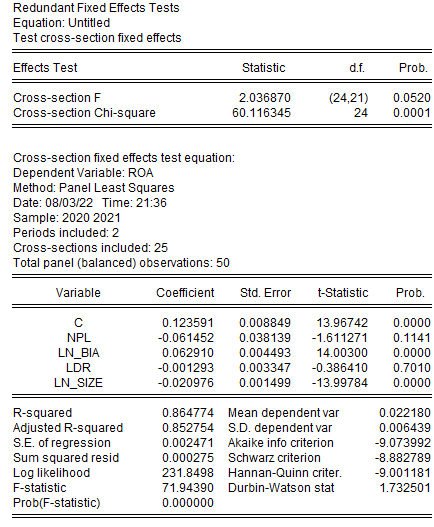 Redundant Fixed Effects Tests
Equation: Untitled
Test cross-section fixed effects
Effects Test Statistic d.f. Prob.
Cross-section F 2.036870 (24,21) 0.0520
Cross-section Chi-square 60.116345 24 0.0001
Cross-section fixed effects test equation:
Dependent Variable: ROA
Method: Panel Least Squares
Date: 08/03/22 Time: 21:36
Sample: 2020 2021
Periods included: 2
Cross-sections included: 25
Total panel (balanced) observations: 50
Variable Coefficient Std. Error t-Statistic Prob.
C 0.123591 0.008849 13.96742 0.0000
NPL -0.061452 0.038139 -1.611271 0.1141
LN_BIA 0.062910 0.004493 14.00300 0.0000
LDR -0.001293 0.003347 -0.386410 0.7010
LN_SIZE -0.020976 0.001499 -13.99784 0.0000
R-squared 0.864774 Mean dependent var 0.022180
Adjusted R-squared 0.852754 S.D. dependent var 0.006439
S.E. of regression 0.002471 Akaike info criterion -9.073992
Sum squared resid 0.000275 Schwarz criterion -8.882789
Log likelihood 231.8498 Hannan-Quinn criter. -9.001181
F-statistic 71.94390 Durbin-Watson stat 1.732501
Prob(F-statistic) 0.000000